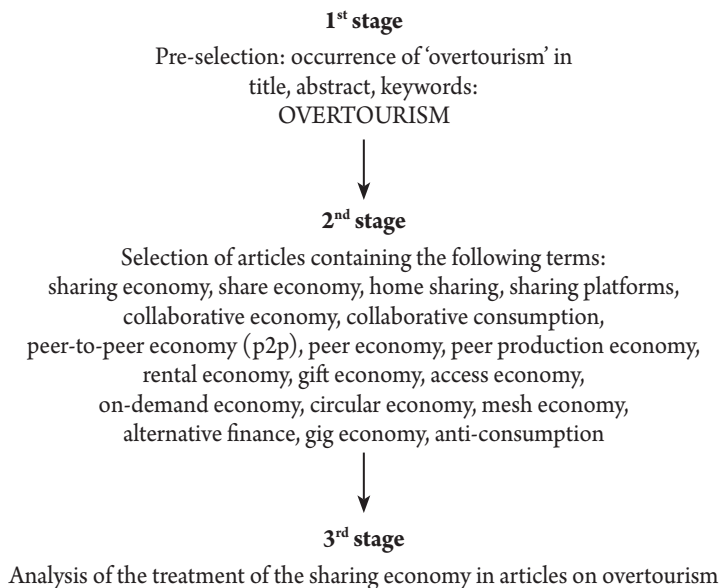 1st stage
Pre-selection: occurrence of ‘overtourism’ in
title, abstract, keywords:
OVERTOURISM
2nd stage
Selection of articles containing the following terms:
sharing economy, share economy, home sharing, sharing platforms,
collaborative economy, collaborative consumption,
peer-to-peer economy (p2p), peer economy, peer production economy,
rental economy, gift economy, access economy,
on-demand economy, circular economy, mesh economy,
alternative finance, gig economy, anti-consumption
3rd stage
Analysis of the treatment of the sharing economy in articles on overtourism